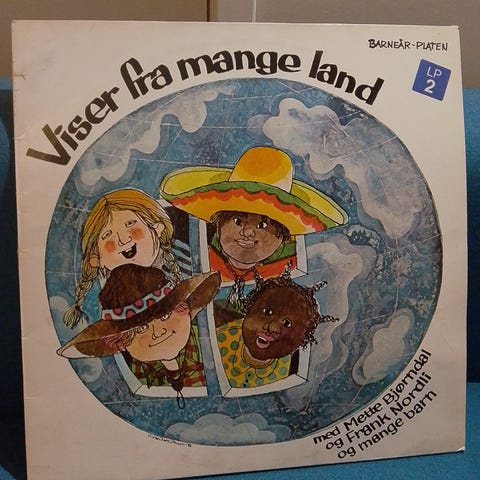 Viser fra mange land
BARNEÅR-PLATEN
LP
2
med Mette Bjørndal
og Frank Nordli
og mange barn